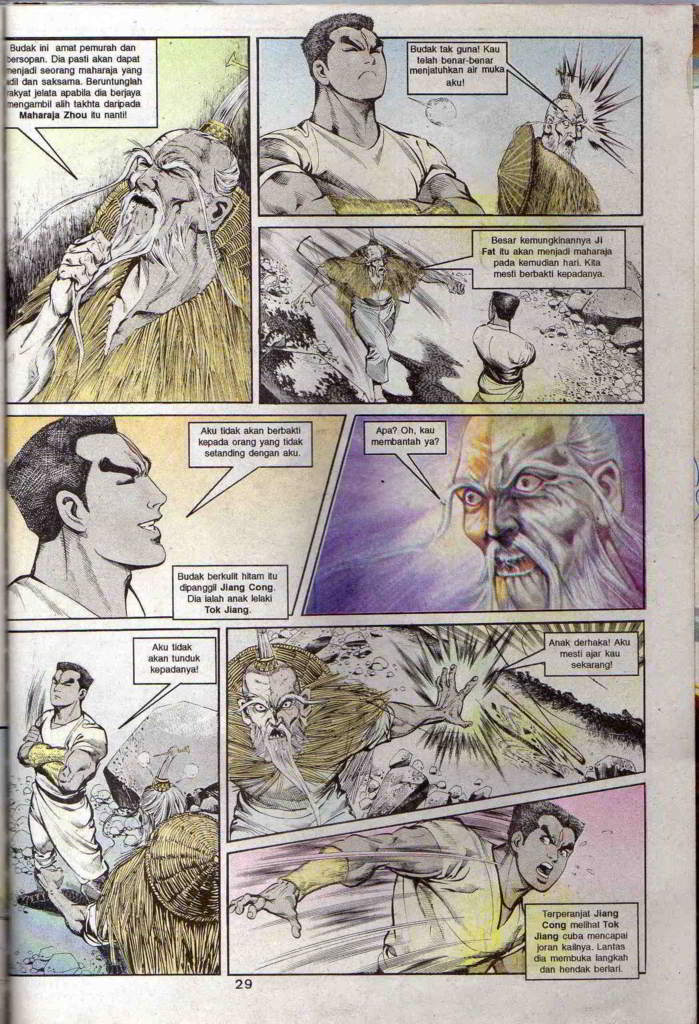 Budak ini amat pemurah dan
bersopan. Dia pasti akan dapat
menjadi seorang maharaja yang
adil dan saksama. Beruntunglah
rakyat jelata apabila dia berjaya
mengambil alih takhta daripada
Maharaja Zhou itu nanti!
Budak tak guna! Kau
telah benar-benar
menjatuhkan air muka
aku!
Besar kemungkinannya Ji
Fat itu akan menjadi maharaja
pada kemudian hari. Kita
mesti berbakti kepadanya.
Aku tidak akan berbakti
kepada orang yang tidak
setanding dengan aku.
Budak berkulit hitam itu
dipanggil Jiang Cong.
Dia ialah anak lelaki
Tok Jiang.
Apa? Oh, kau
membantah ya?
Aku tidak
akan tunduk
kepadanya!
Anak derhaka! Aku
mesti ajar kau
sekarang!
Terperanjat Jiang
Cong melihat Tok
Jiang cuba mencapai
joran kailnya. Lantas
dia membuka langkah
dan hendak berlari.
29